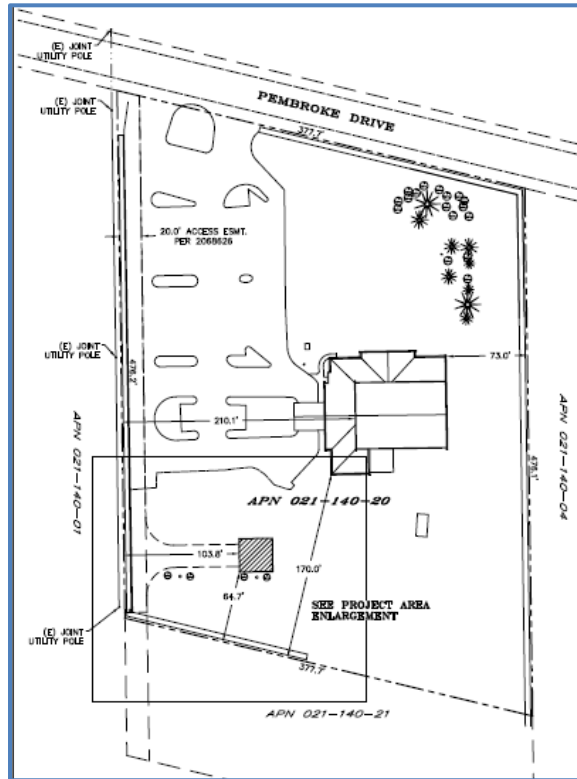 (E) JOINT
UTILITY POLE
(E) JOINT
UTILITY POLE
PEMBROKE DRIVE
377.7'
20.0' ACCESS ESMT.
PER 2068626
(E) JOINT
UTILITY POLE
73.0'
476.2'
210.1'
APN 021-140-01
APN 021-140-04
476.1'
APN 021-140-20
103.8'
170.0'
64.7'
SEE PROJECT AREA
ENLARGEMENT
(E) JOINT
UTILITY POLE
377.7'
APN 021-140-21